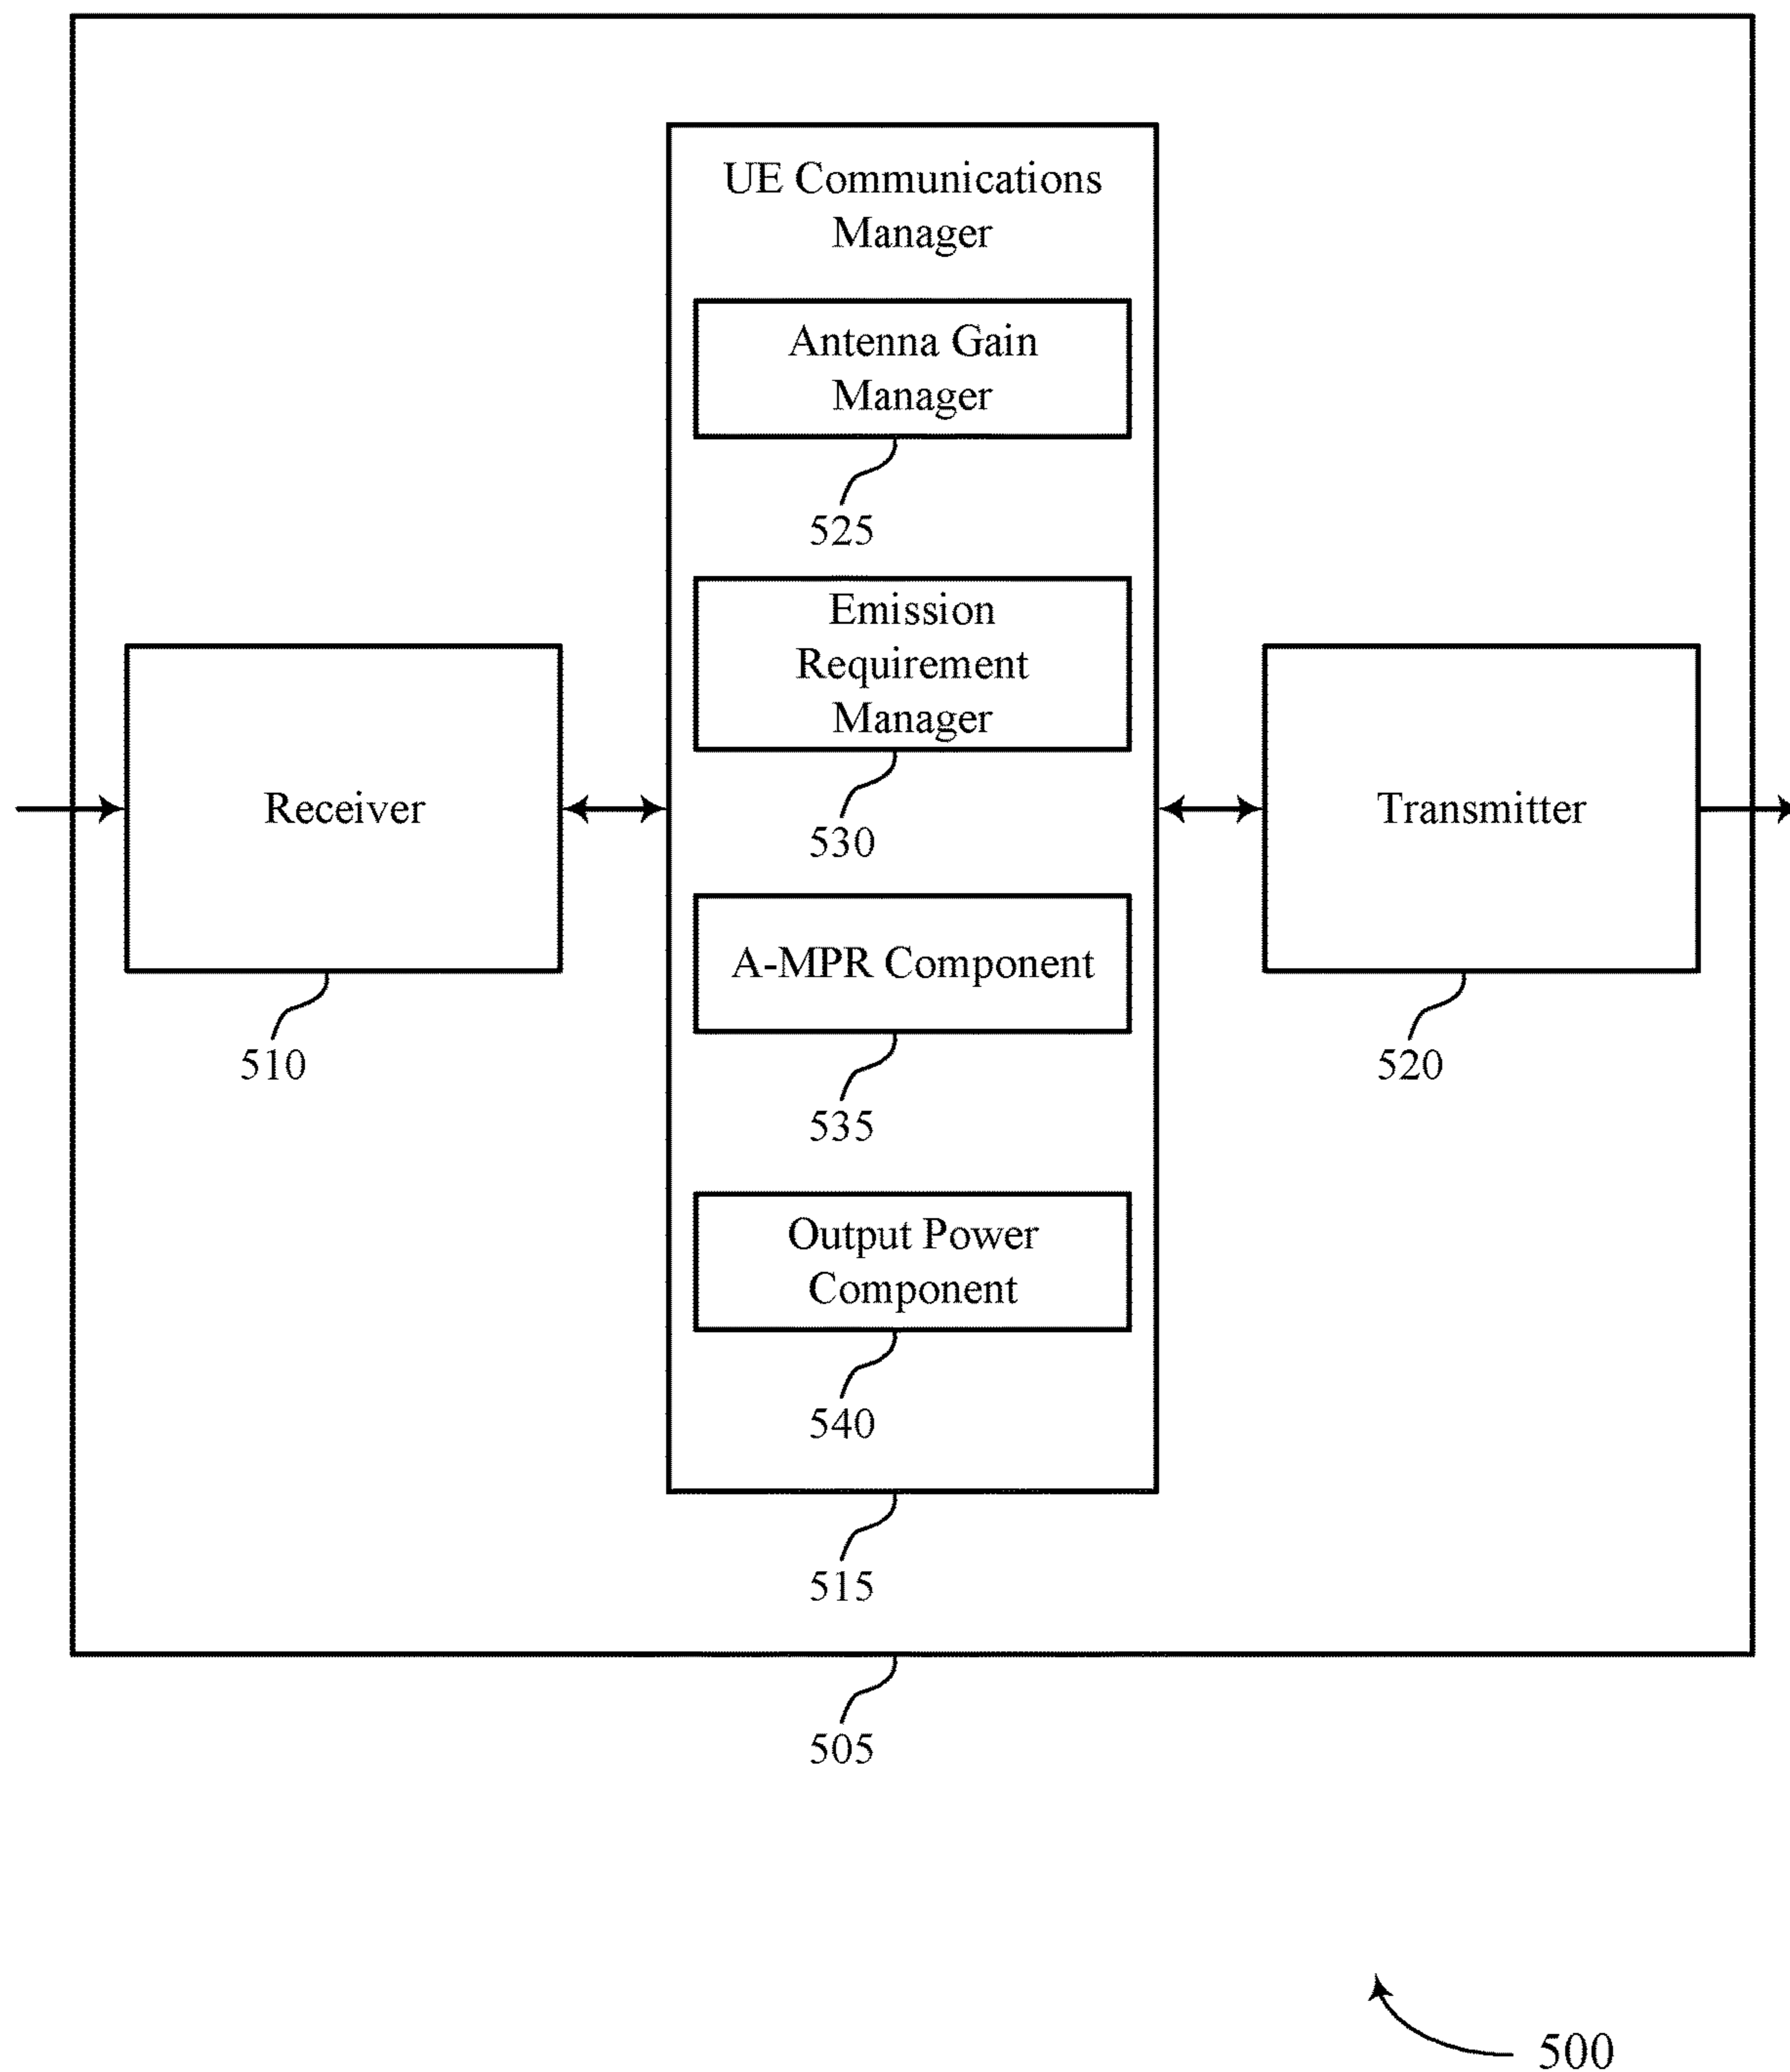 UE Communications
Manager
Antenna Gain
Manager
525
Emission
Requirement
Manager
530
Receiver
510
Transmitter
520
A-MPR Component
535
Output Power
Component
540
515
505
500